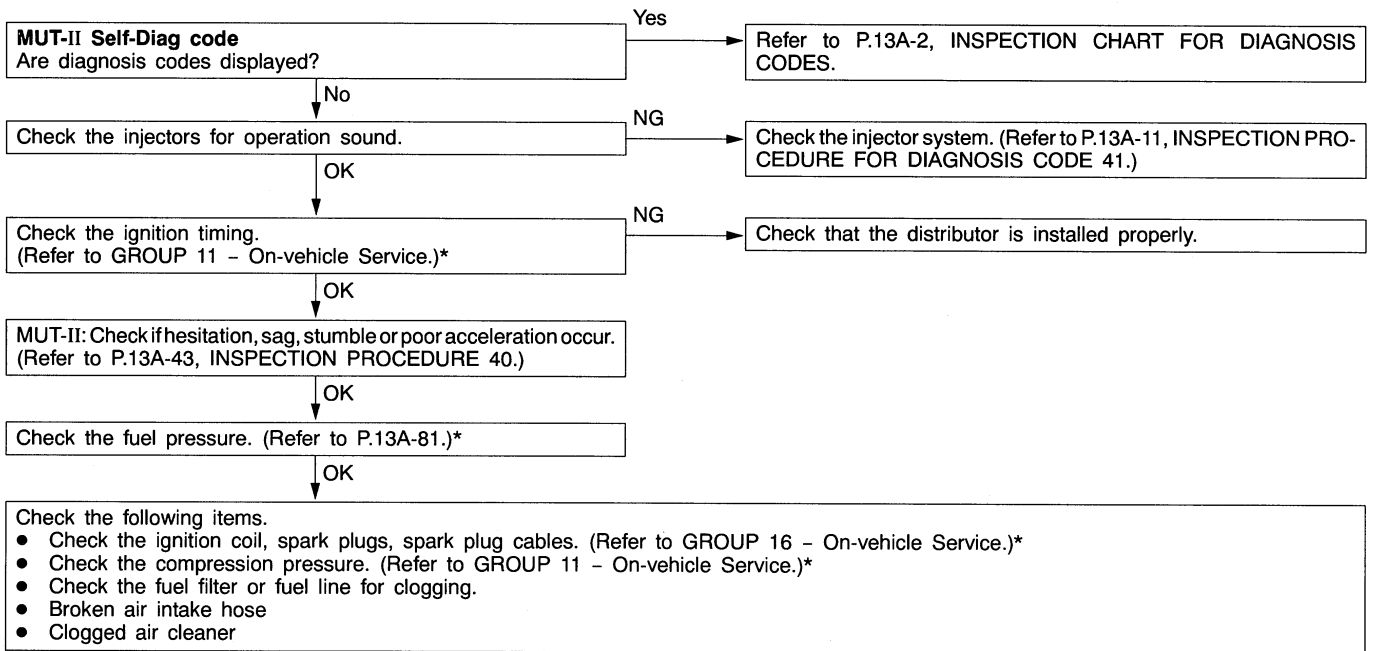 MUT-II Self-Diag code
Are diagnosis codes displayed?
Yes
Refer to P.13A-2, INSPECTION CHART FOR DIAGNOSIS
CODES.
No
Check the injectors for operation sound.
NG
Check the injector system. (Refer to P.13A-11, INSPECTION PRO-
CEDURE FOR DIAGNOSIS CODE 41.)
OK
Check the ignition timing.
(Refer to GROUP 11 – On-vehicle Service.)*
NG
Check that the distributor is installed properly.
OK
MUT-II: Check if hesitation, sag, stumble or poor acceleration occur.
(Refer to P.13A-43, INSPECTION PROCEDURE 40.)
OK
Check the fuel pressure. (Refer to P.13A-81.)*
OK
Check the following items.
● Check the ignition coil, spark plugs, spark plug cables. (Refer to GROUP 16 – On-vehicle Service.)*
● Check the compression pressure. (Refer to GROUP 11 – On-vehicle Service.)*
● Check the fuel filter or fuel line for clogging.
● Broken air intake hose
● Clogged air cleaner